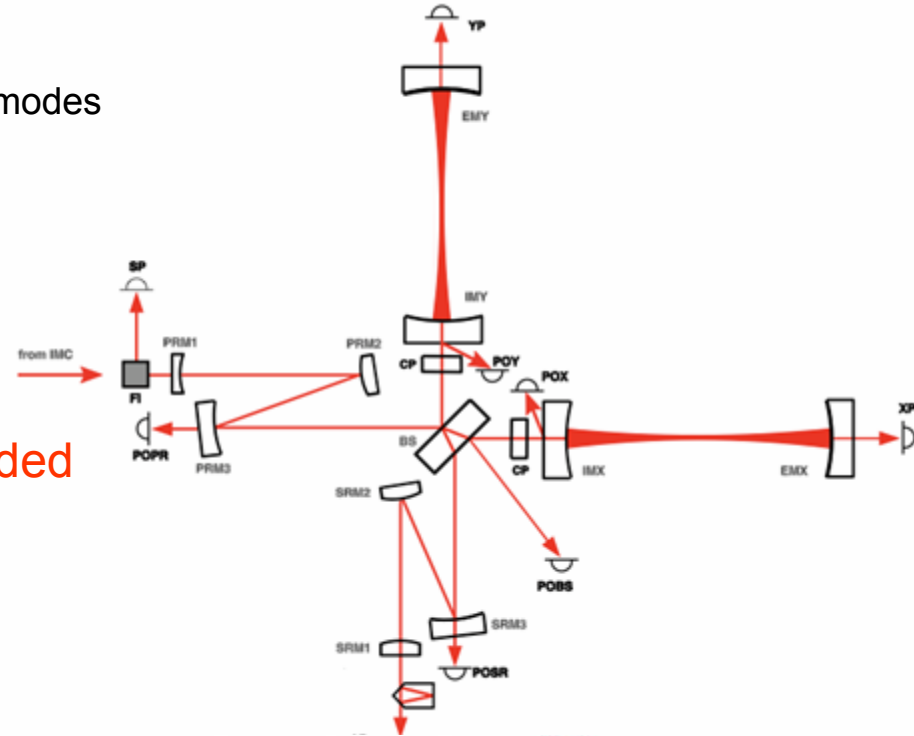 YP
modes
EMY
SP
IMY
PRM1
PRM2
from IMC
CP
POY
POX
FI
XP
BS
POPR
PRM3
ded
CP
IMX
EMX
SRM2
POBS
SRM3
SRM1
POSR